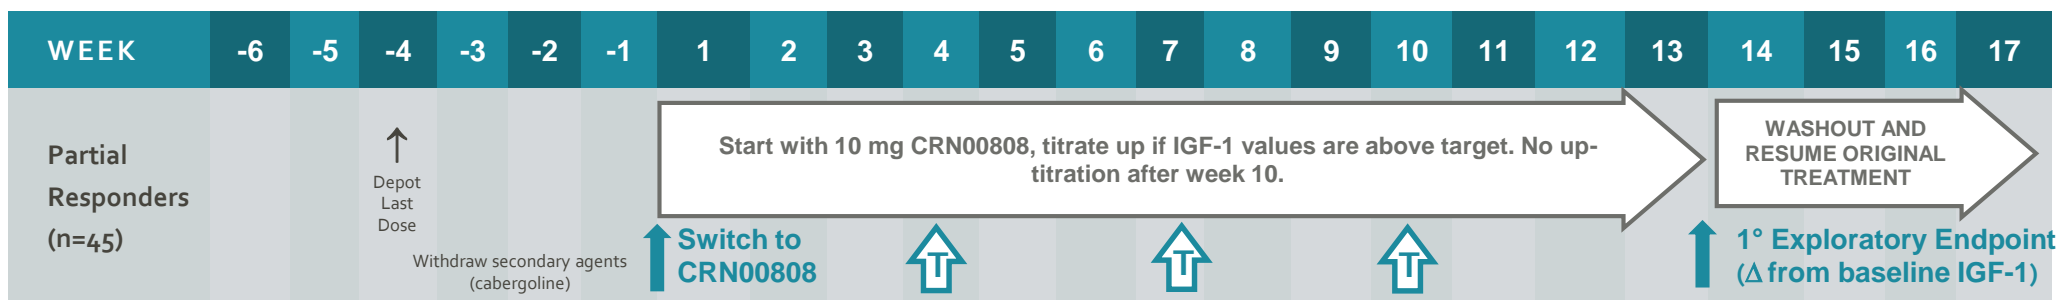 WEEK -6 -5 -4 -3 -2 -1 1 2 3 4 5 6 7 8 9 10 11 12 13 14 15 16 17
Partial
Responders
(n=45)
↑
Depot
Last
Dose
Withdraw secondary agents
(cabergoline)
Start with 10 mg CRN00808, titrate up if IGF-1 values are above target. No up-
titration after week 10.
WASHOUT AND
RESUME ORIGINAL
TREATMENT
Switch to
CRN00808
T T T
1° Exploratory Endpoint
(Δ from baseline IGF-1)